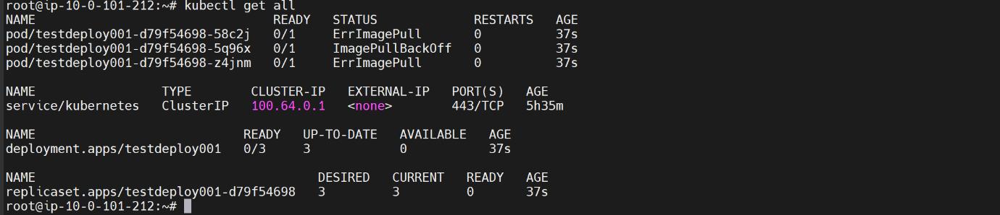 root@ip-10-0-101-212:~# kubectl get all
NAME                            READY   STATUS             RESTARTS   AGE
pod/testdeploy001-d79f54698-58c2j   0/1     ErrImagePull       0          37s
pod/testdeploy001-d79f54698-5q96x   0/1     ImagePullBackOff   0          37s
pod/testdeploy001-d79f54698-z4jnm   0/1     ErrImagePull       0          37s
NAME                 TYPE        CLUSTER-IP   EXTERNAL-IP   PORT(S)   AGE
service/kubernetes   ClusterIP   100.64.0.1   <none>        443/TCP   5h35m
NAME                            READY   UP-TO-DATE   AVAILABLE   AGE
deployment.apps/testdeploy001   0/3     3            0           37s
NAME                                      DESIRED   CURRENT   READY   AGE
replicaset.apps/testdeploy001-d79f54698   3         3         0       37s
root@ip-10-0-101-212:~#